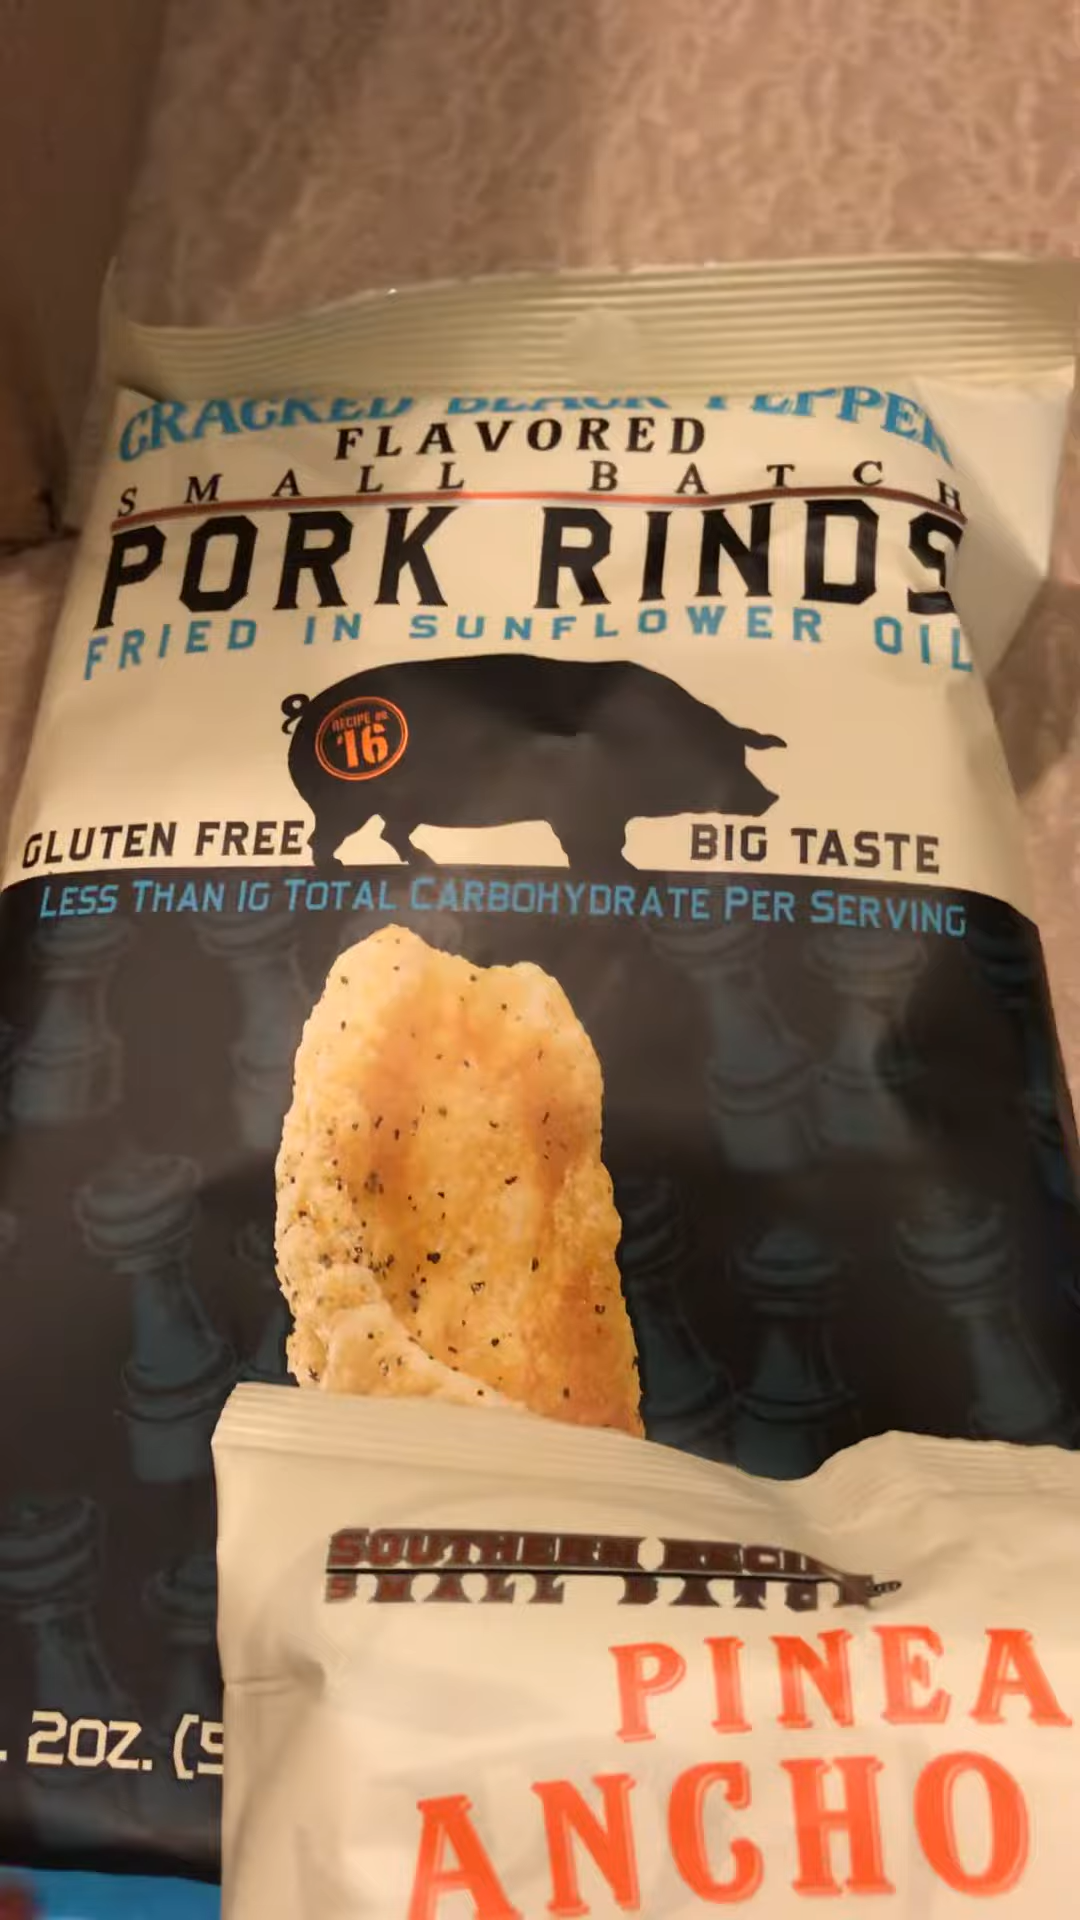 CRACKED BLACK PEPPER
FLAVORED
SMALL BATCH
PORK RINDS
FRIED IN SUNFLOWER OIL
RECIPE No
'16
GLUTEN FREE
BIG TASTE
LESS THAN 1G TOTAL CARBOHYDRATE PER SERVING
SOUTHERN RECIP
SMALL BATCH
PINEA
ANCHO
. 2OZ. (5